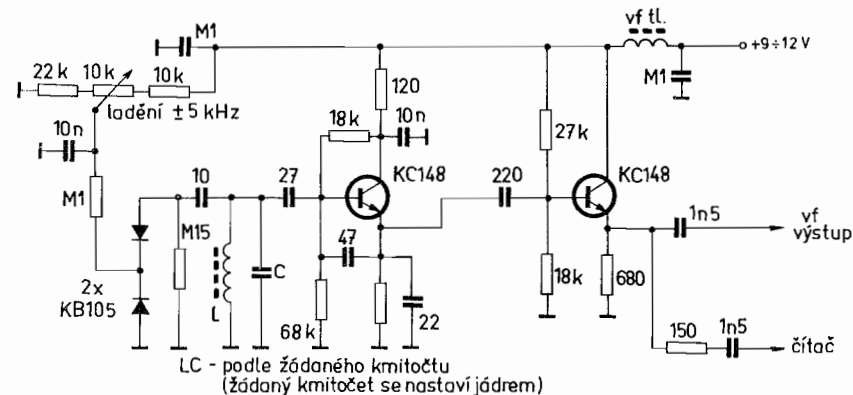 M1
vf tl.
+9÷12 V
M1
22k
10k
10k
ladění ±5 kHz
120
18k
10n
27k
10n
KC148
KC148
M1
10
27
220
1n5
vf
výstup
M15
47
C
L
2x
KB105
68k
22
18k
680
150
1n5
čítač
LC - podle žádaného kmitočtu
(žádaný kmitočet se nastaví jádrem)